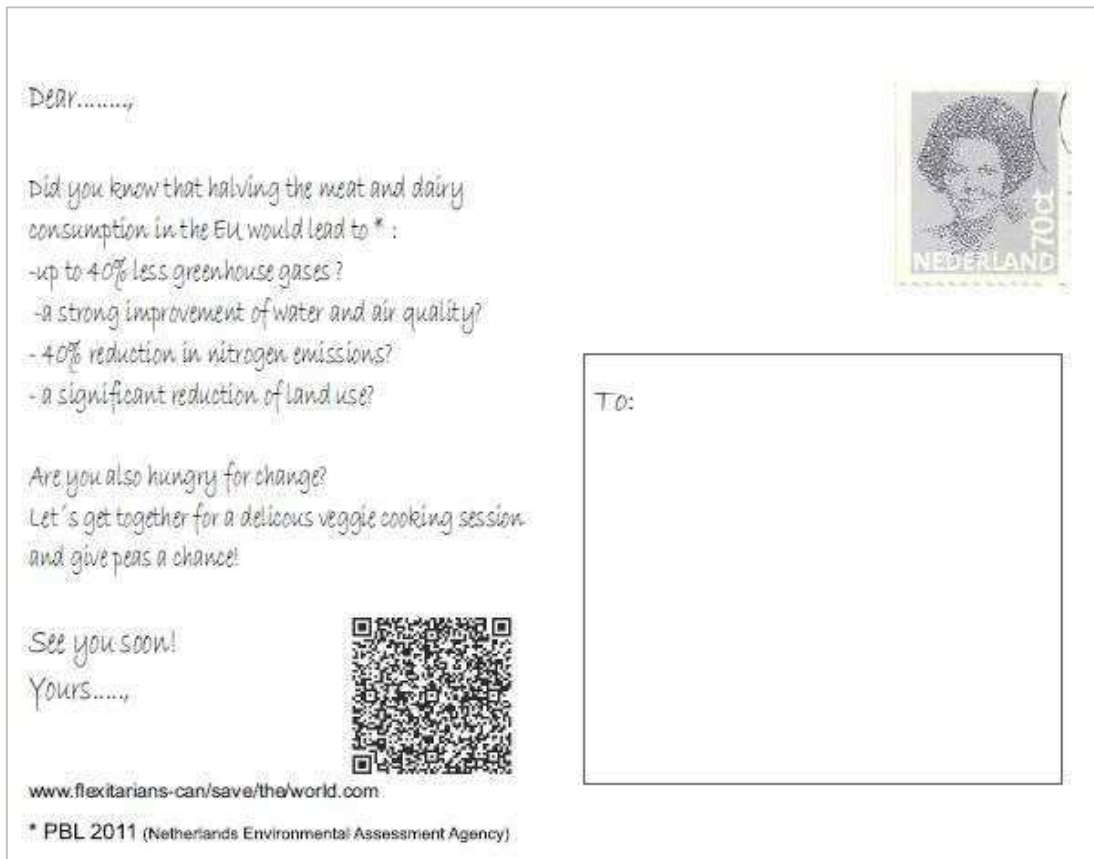 Dear........,
Did you know that halving the meat and dairy
consumption in the EU would lead to * :
-up to 40% less greenhouse gases ?
-a strong improvement of water and air quality?
- 40% reduction in nitrogen emissions?
- a significant reduction of land use?
Are you also hungry for change?
Let´s get together for a delicous veggie cooking session
and give peas a chance!
See you soon!
Yours.....,
www.flexitarians-can/save/the/world.com
* PBL 2011 (Netherlands Environmental Assessment Agency)
70ct
NEDERLAND
To: